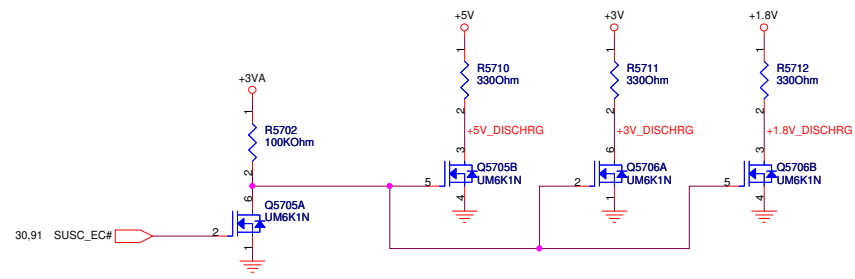 +5V
+3V
+1.8V
1
1
1
R5710
330Ohm
R5711
330Ohm
R5712
330Ohm
+3VA
2
2
2
1
R5702
100KOhm
+5V_DISCHRG
+3V_DISCHRG
+1.8V_DISCHRG
2
3
6
3
Q5705B
UM6K1N
Q5706A
UM6K1N
Q5706B
UM6K1N
5
2
5
4
1
4
6
Q5705A
UM6K1N
30,91 SUSC_EC#
2
1